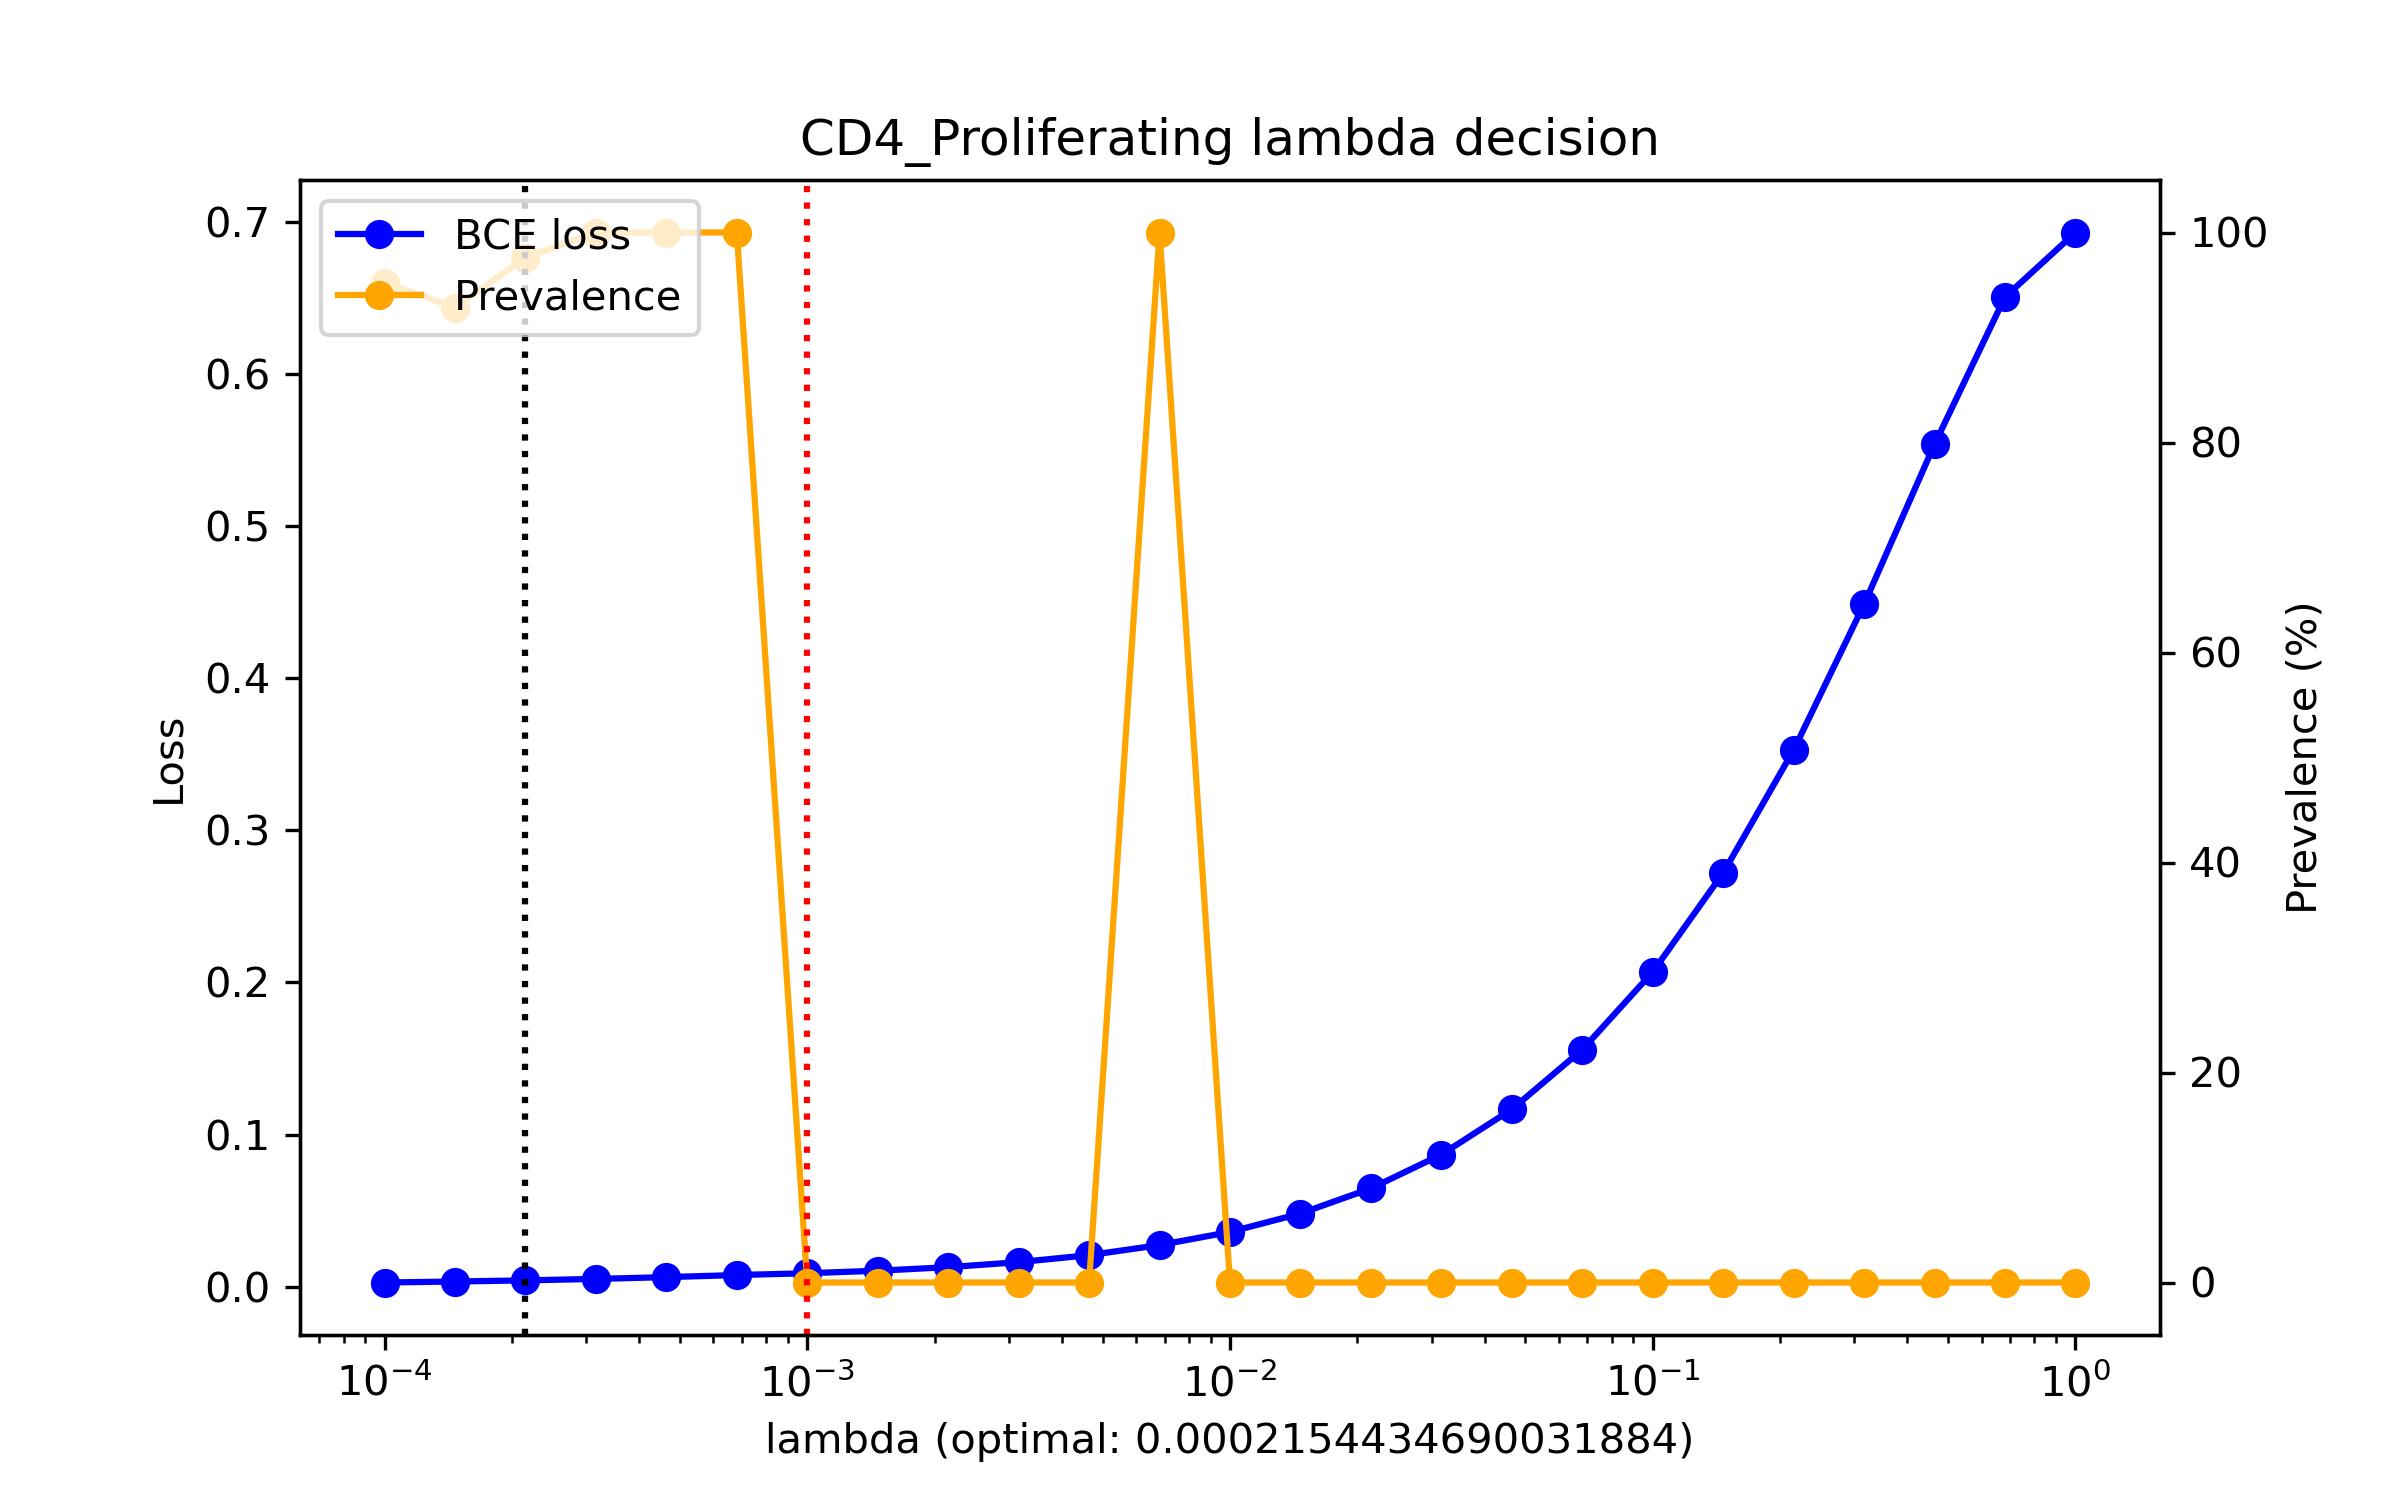 CD4_Proliferating lambda decision
BCE loss
Prevalence
0.7
0.6
0.5
0.4
0.3
0.2
0.1
0.0
Loss
100
80
60
40
20
0
Prevalence (%)
10⁻⁴ 10⁻³ 10⁻² 10⁻¹ 10⁰
lambda (optimal: 0.00021544346900318​84)